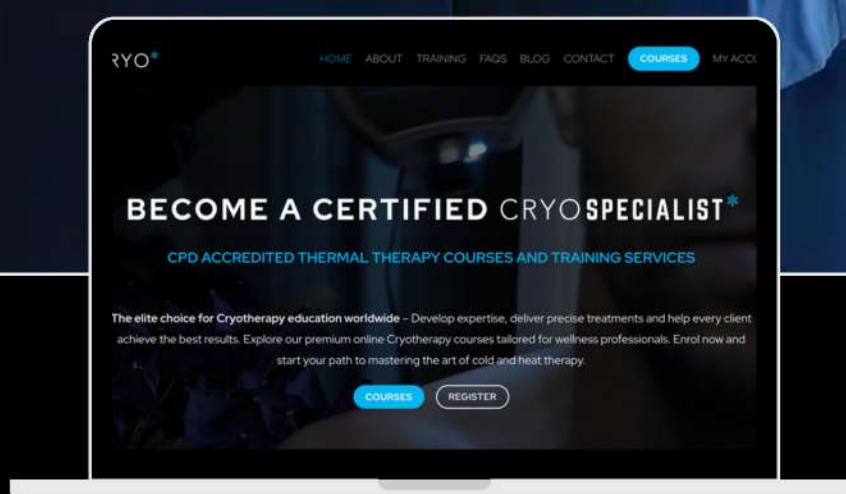 RYO*
HOME ABOUT TRAINING FAQS BLOG CONTACT COURSES MY ACCO
BECOME A CERTIFIED CRYOSPECIALIST*
CPD ACCREDITED THERMAL THERAPY COURSES AND TRAINING SERVICES
The elite choice for Cryotherapy education worldwide – Develop expertise, deliver precise treatments and help every client
achieve the best results. Explore our premium online Cryotherapy courses tailored for wellness professionals. Enrol now and
start your path to mastering the art of cold and heat therapy.
COURSES REGISTER